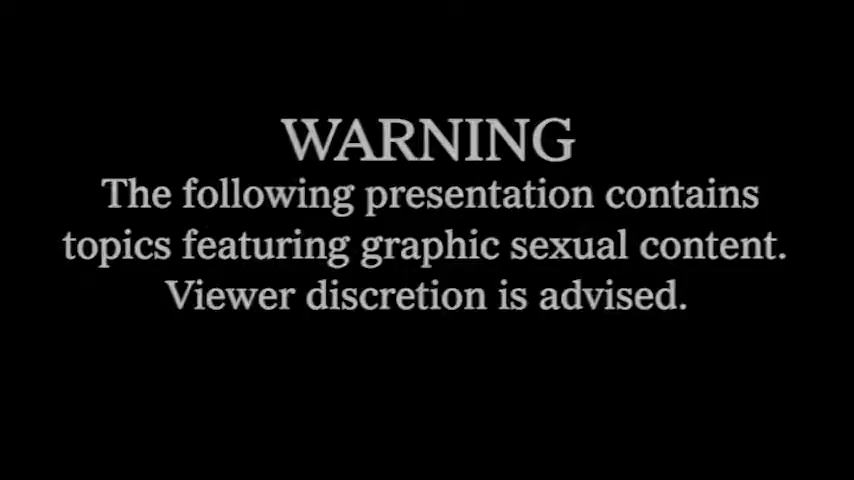 WARNING
The following presentation contains
topics featuring graphic sexual content.
Viewer discretion is advised.